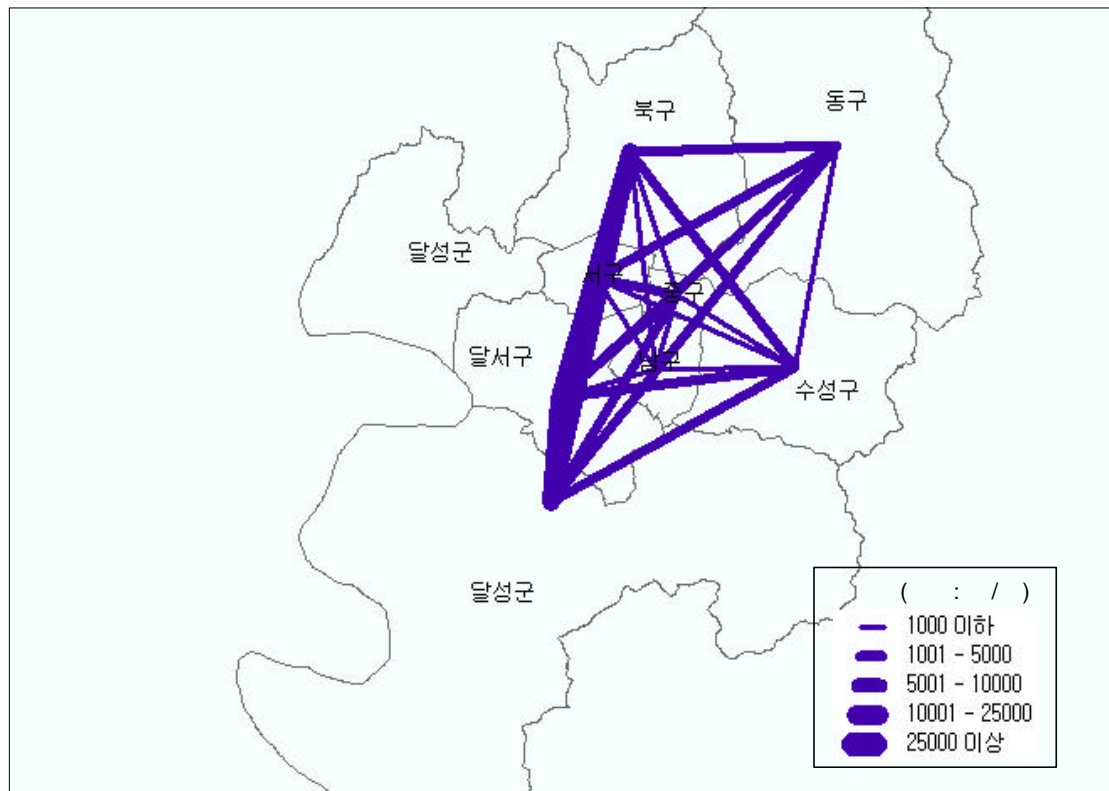 동구
북구
달성군
서구
중구
달서구
남구
수성구
달성군
( : / )
1000 이하
1001 - 5000
5001 - 10000
10001 - 25000
25000 이상